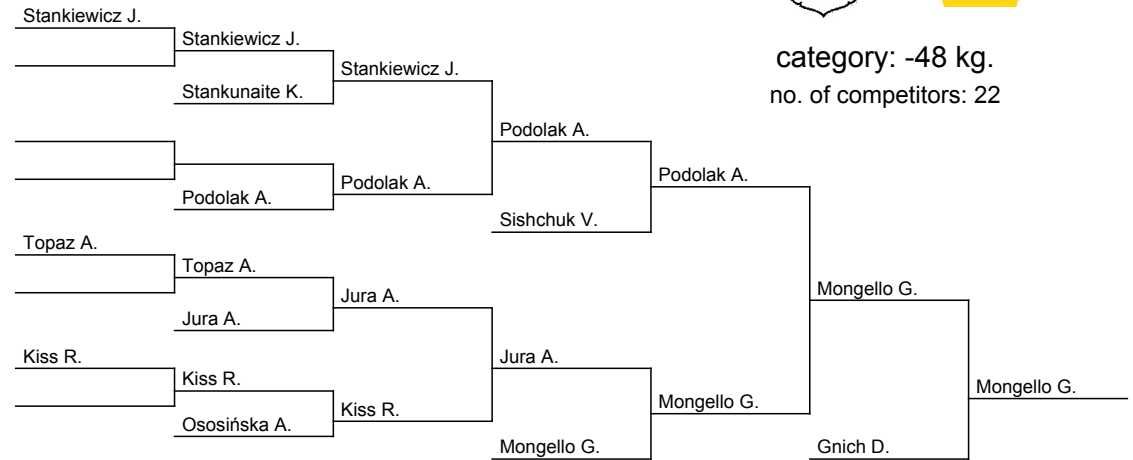 Stankiewicz J.
Stankiewicz J.
Stankunaite K.
Stankiewicz J.
Podolak A.
Podolak A.
Podolak A.
Sishchuk V.
Podolak A.
Topaz A.
Topaz A.
Jura A.
Jura A.
Kiss R.
Kiss R.
Ososińska A.
Kiss R.
Jura A.
Mongello G.
Mongello G.
Mongello G.
Gnich D.
Mongello G.
category: -48 kg.
no. of competitors: 22